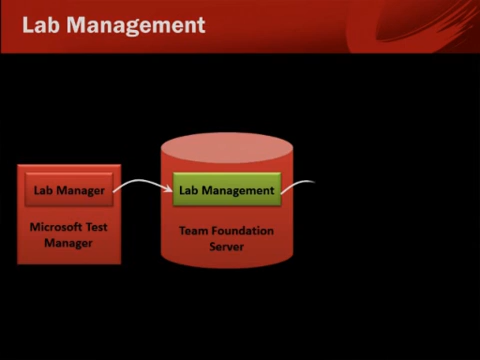 Lab Management
Lab Manager
Microsoft Test
Manager
Lab Management
Team Foundation
Server